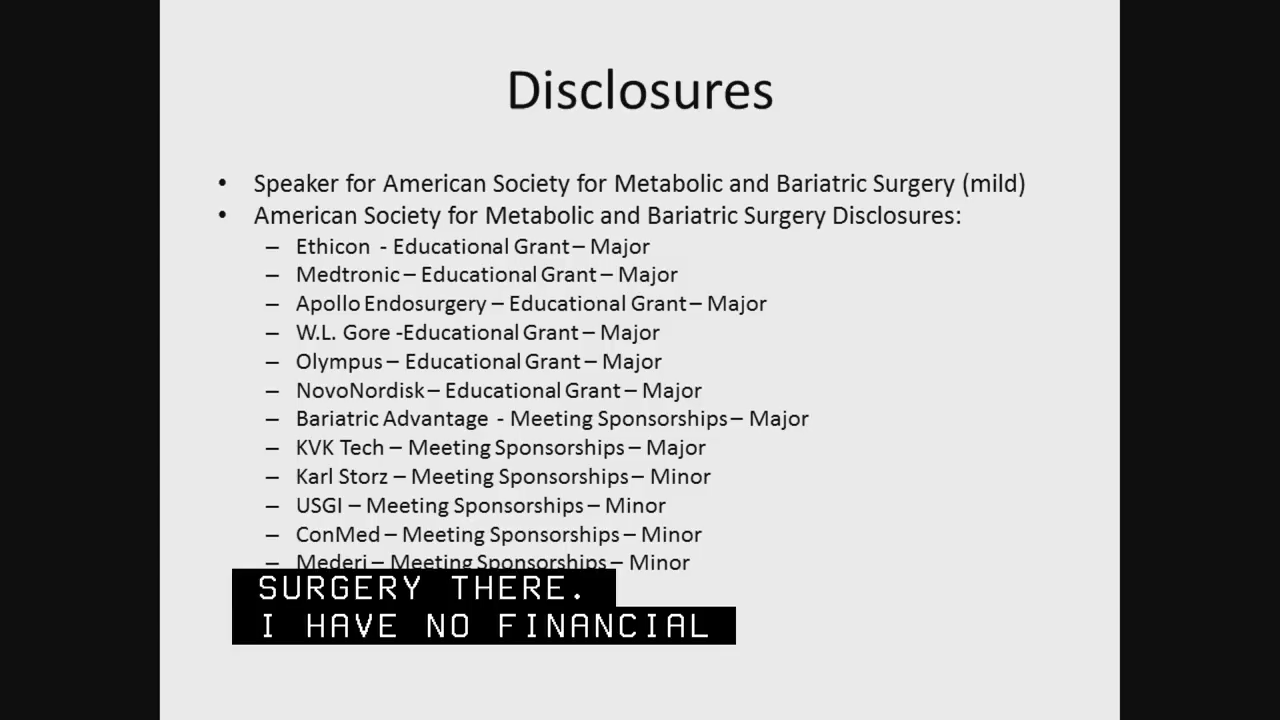 Disclosures
• Speaker for American Society for Metabolic and Bariatric Surgery (mild)
• American Society for Metabolic and Bariatric Surgery Disclosures:
– Ethicon - Educational Grant – Major
– Medtronic – Educational Grant – Major
– Apollo Endosurgery – Educational Grant – Major
– W.L. Gore -Educational Grant – Major
– Olympus – Educational Grant – Major
– NovoNordisk – Educational Grant – Major
– Bariatric Advantage - Meeting Sponsorships – Major
– KVK Tech – Meeting Sponsorships – Major
– Karl Storz – Meeting Sponsorships – Minor
– USGI – Meeting Sponsorships – Minor
– ConMed – Meeting Sponsorships – Minor
– Mederi – Meeting Sponsorships – Minor
SURGERY THERE.
I HAVE NO FINANCIAL